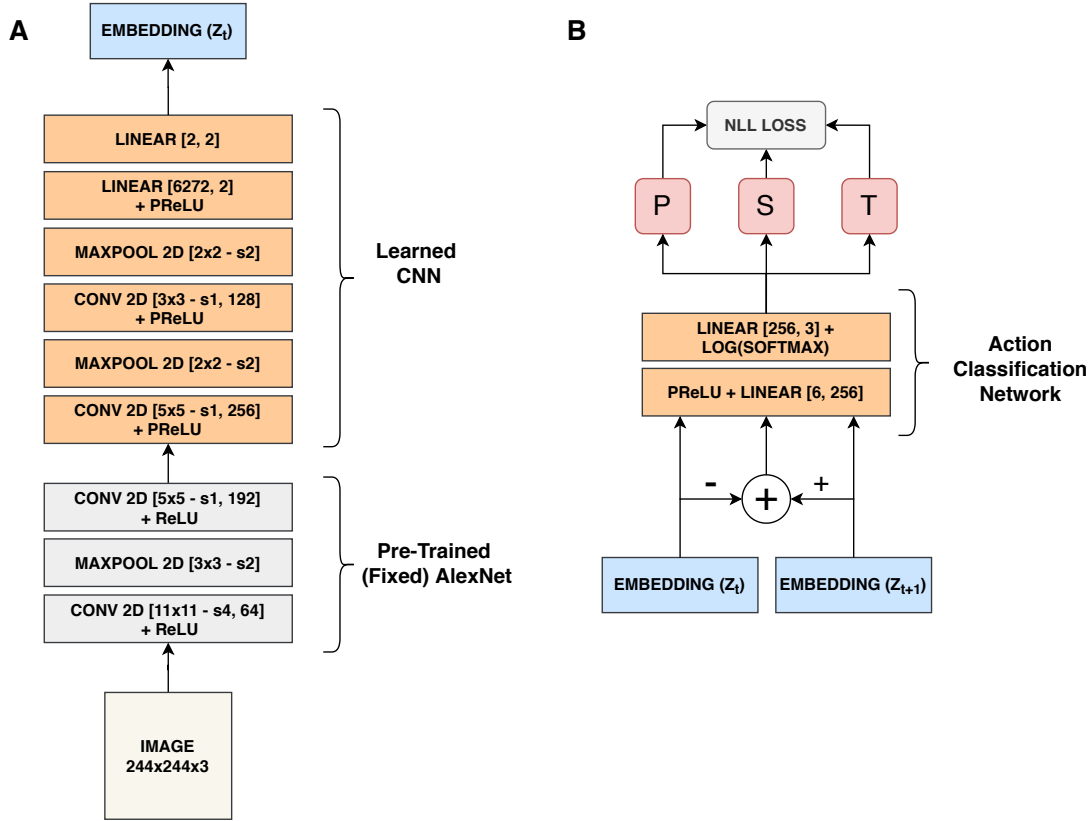 A
EMBEDDING (Zt)
LINEAR [2, 2]
LINEAR [6272, 2]
+ PReLU
MAXPOOL 2D [2x2 - s2]
CONV 2D [3x3 - s1, 128]
+ PReLU
MAXPOOL 2D [2x2 - s2]
CONV 2D [5x5 - s1, 256]
+ PReLU
Learned
CNN
CONV 2D [5x5 - s1, 192]
+ ReLU
MAXPOOL 2D [3x3 - s2]
CONV 2D [11x11 - s4, 64]
+ ReLU
Pre-Trained
(Fixed) AlexNet
IMAGE
244x244x3
B
NLL LOSS
P
S
T
LINEAR [256, 3] +
LOG(SOFTMAX)
PReLU + LINEAR [6, 256]
Action
Classification
Network
- + +
EMBEDDING (Zt)
EMBEDDING (Zt+1)